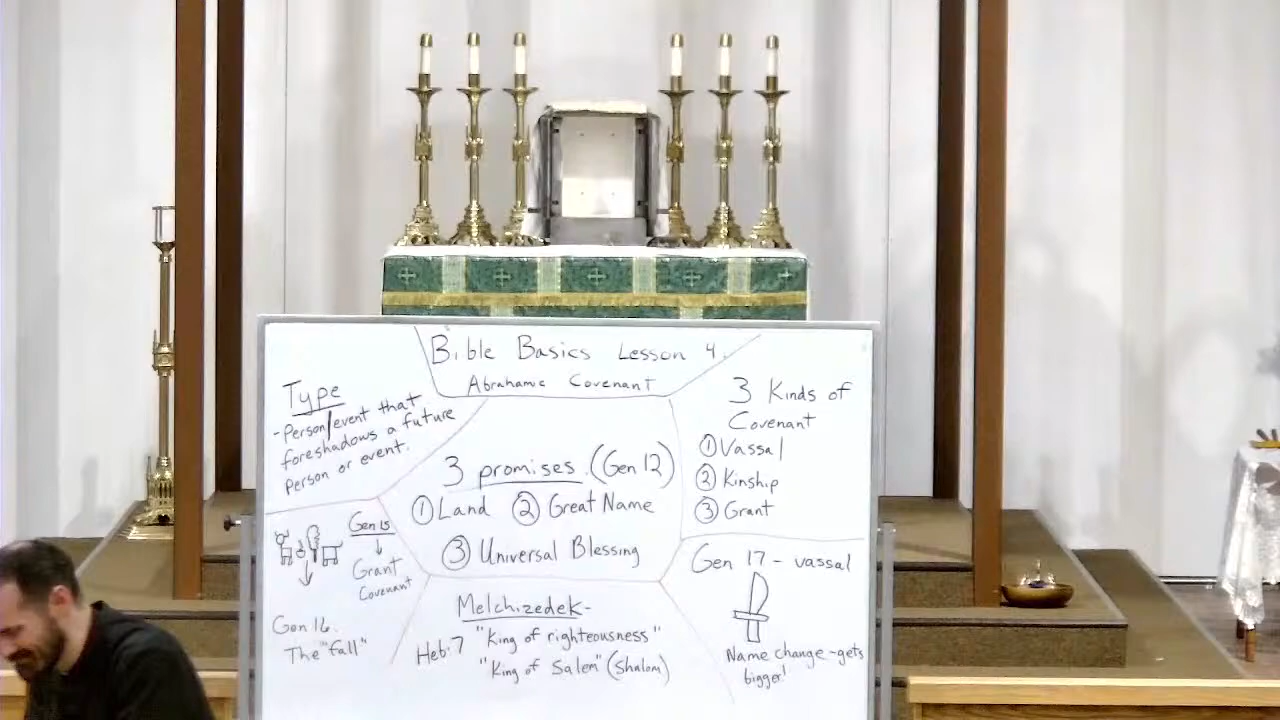 Bible Basics Lesson 4.
Abrahamic Covenant
Type
- Person/event that
foreshadows a future
person or event.
3 promises (Gen 12)
① Land ② Great Name
③ Universal Blessing
3 Kinds of
Covenant
① Vassal
② Kinship
③ Grant
Gen 15
↓
Grant
Covenant
Gen 16.
The "fall"
Melchizedek-
Heb. 7 "King of righteousness"
"King of Salem" (Shalom)
Gen 17 - vassal
Name change - gets
bigger!